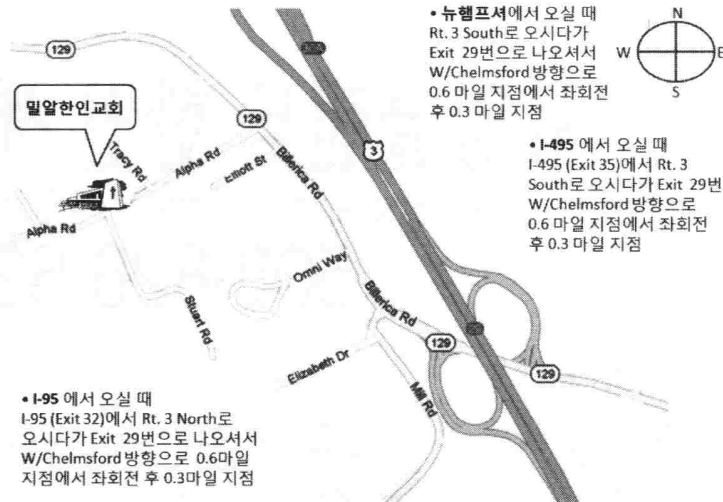 • 뉴햄프셔에서 오실 때
Rt. 3 South로 오시다가
Exit 29번으로 나오셔서
W/Chelmsford 방향으로
0.6 마일 지점에서 좌회전
후 0.3 마일 지점
N
W
E
S
129
밀알한인교회
Tracy Rd
Alpha Rd
129
Elliott St
Billerica Rd
3
• I-495 에서 오실 때
I-495 (Exit 35)에서 Rt. 3
South로 오시다가 Exit 29번
W/Chelmsford 방향으로
0.6 마일 지점에서 좌회전
후 0.3 마일 지점
Alpha Rd
Stuart Rd
Omni Way
Billerica Rd
Elizabeth Dr
129
129
Mill Rd
• I-95 에서 오실 때
I-95 (Exit 32)에서 Rt. 3 North로
오시다가 Exit 29번으로 나오셔서
W/Chelmsford 방향으로 0.6마일
지점에서 좌회전 후 0.3마일 지점